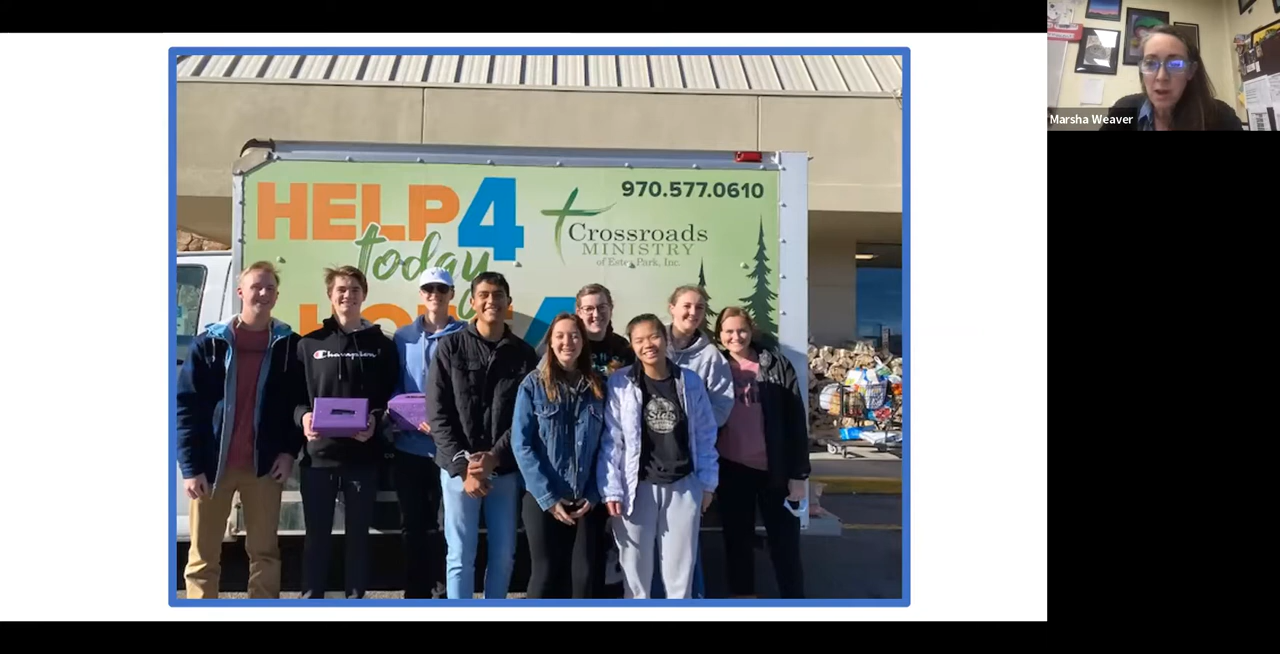 Marsha Weaver
970.577.0610
HELP 4
today
Crossroads
MINISTRY
of Estes Park, Inc.
Champion